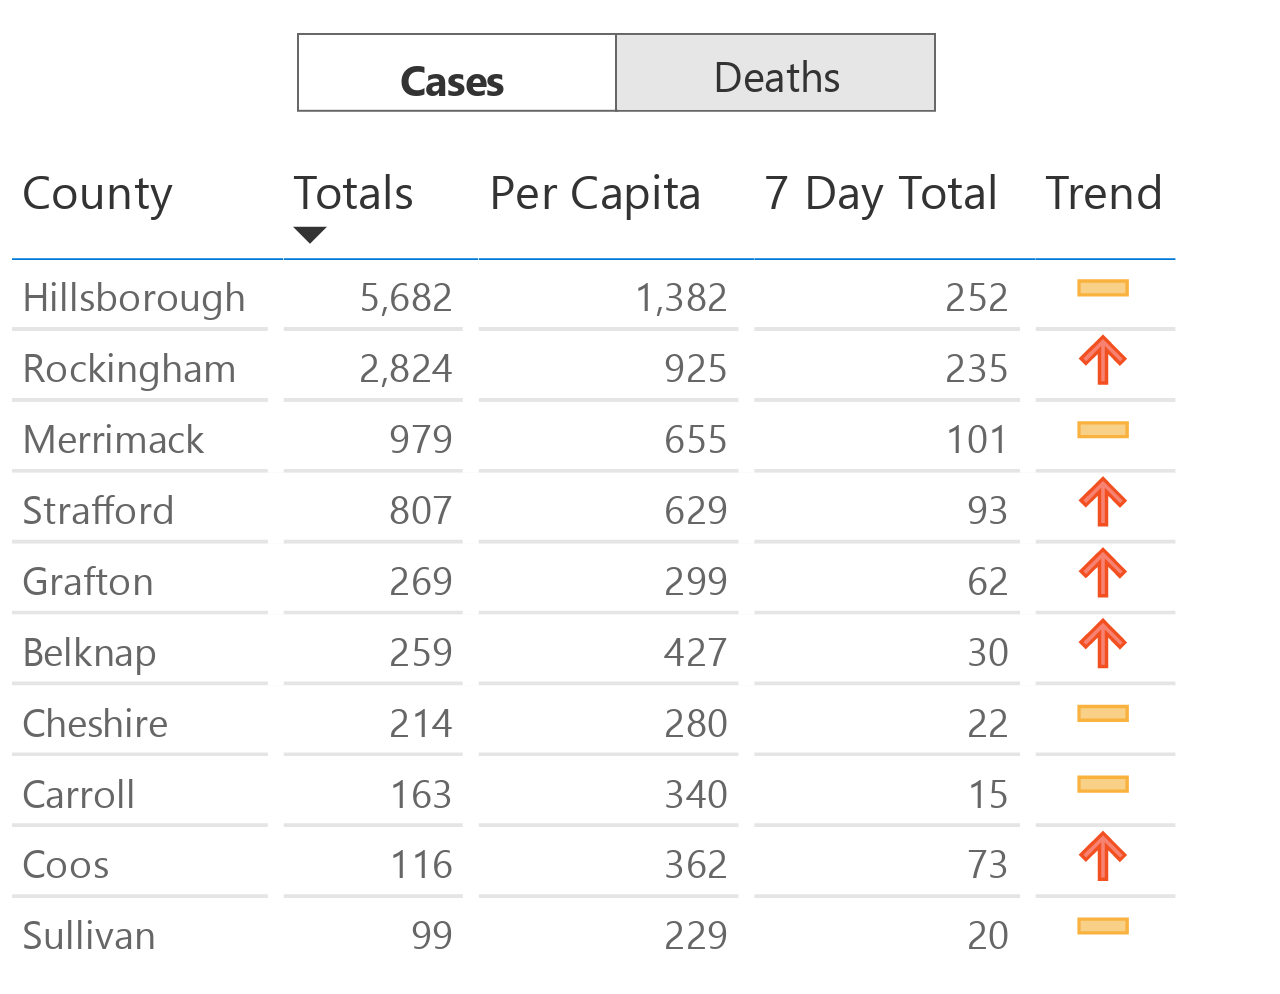 Cases Deaths
County Totals Per Capita 7 Day Total Trend
Hillsborough 5,682 1,382 252
Rockingham 2,824 925 235
Merrimack 979 655 101
Strafford 807 629 93
Grafton 269 299 62
Belknap 259 427 30
Cheshire 214 280 22
Carroll 163 340 15
Coos 116 362 73
Sullivan 99 229 20